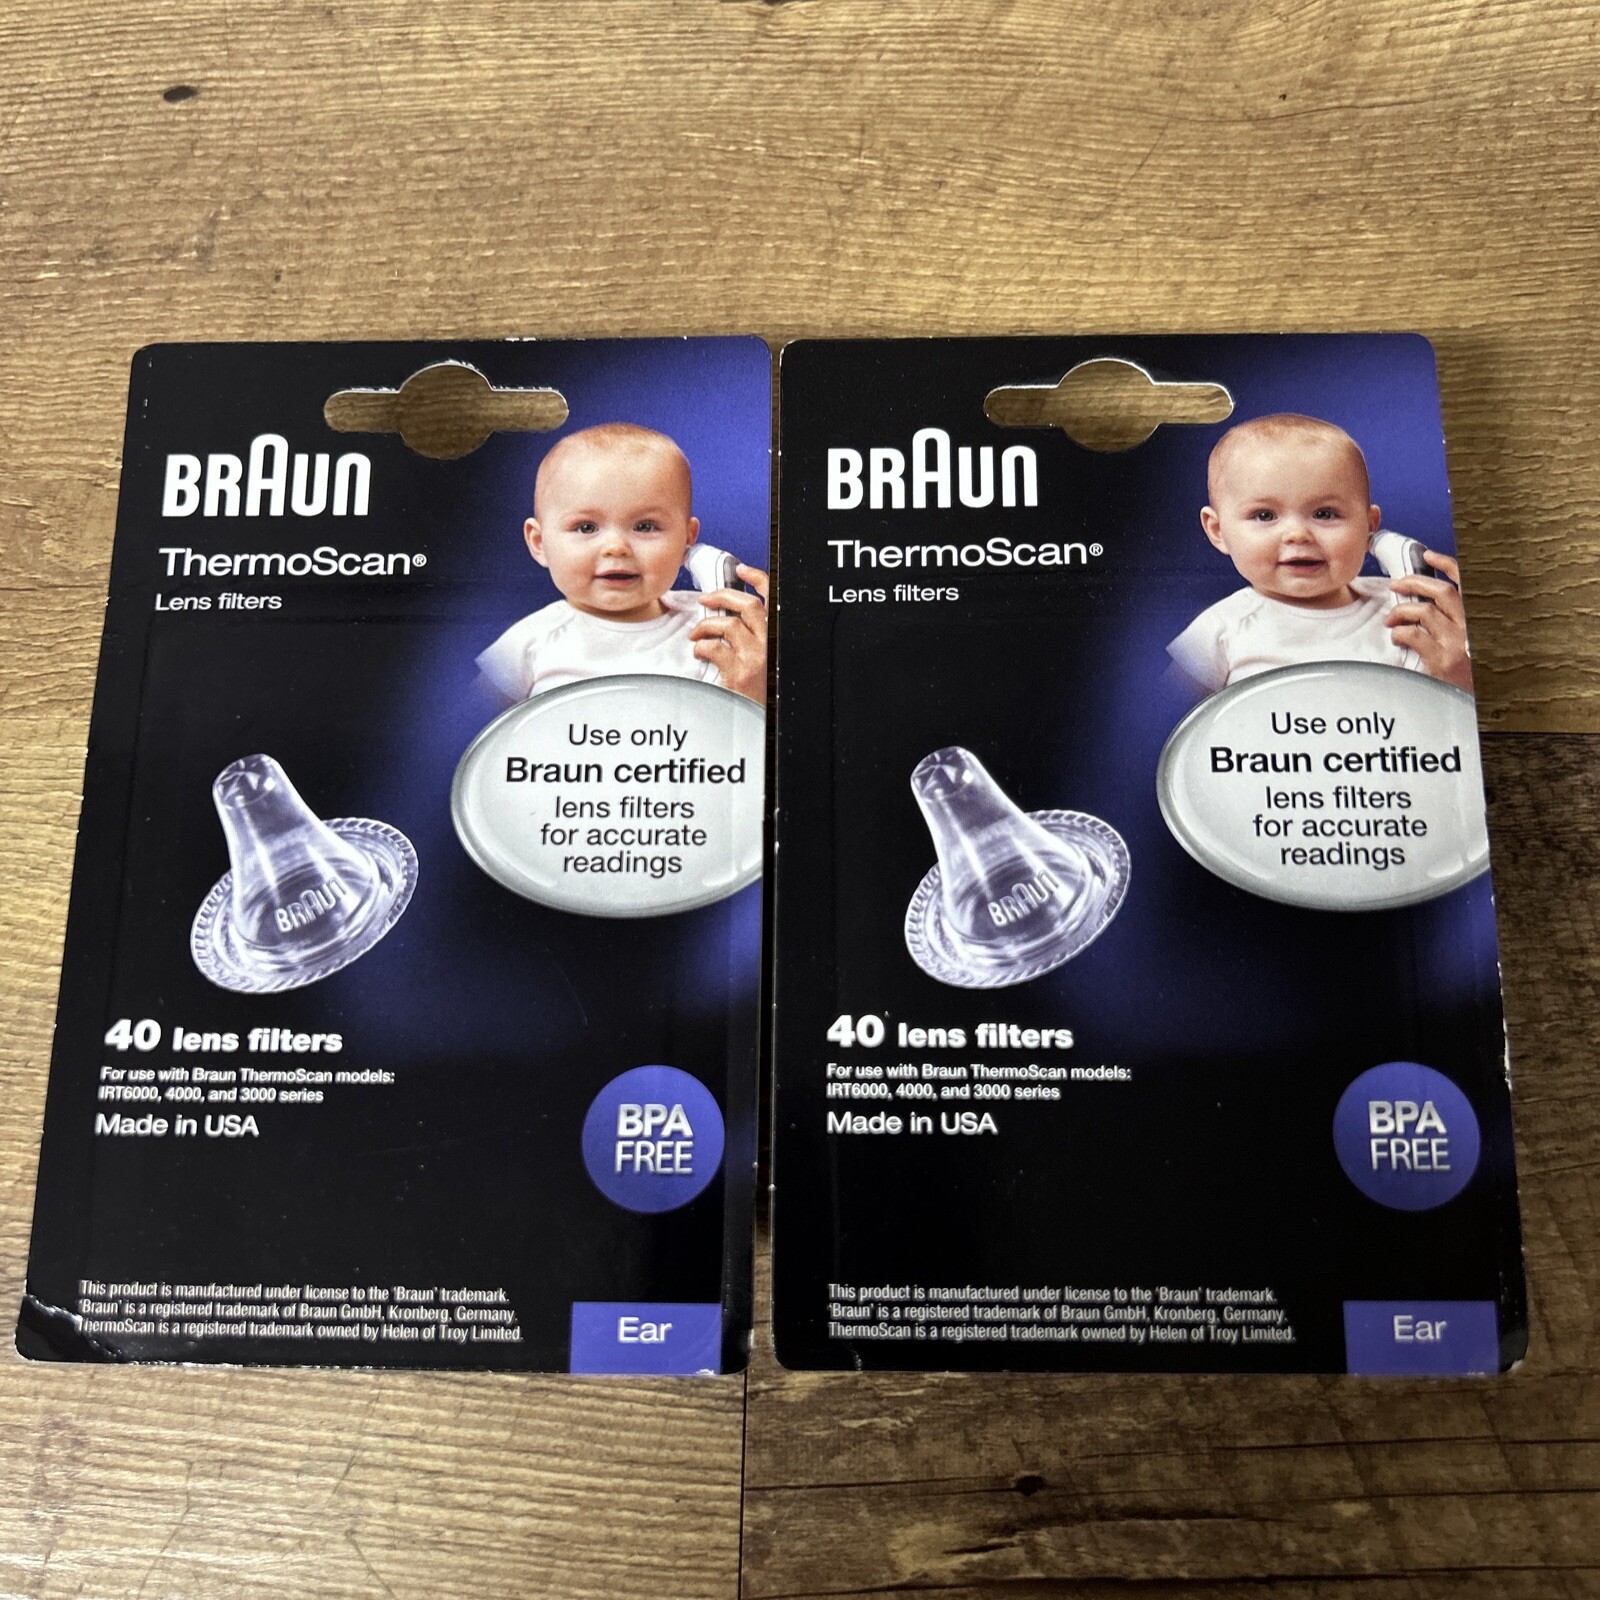 BRAUN
ThermoScan®
Lens filters
Use only
Braun certified
lens filters
for accurate
readings
BRAUN
40 lens filters
For use with Braun ThermoScan models:
IRT6000, 4000, and 3000 series
Made in USA
BPA
FREE
This product is manufactured under license to the 'Braun' trademark.
'Braun' is a registered trademark of Braun GmbH, Kronberg, Germany.
ThermoScan is a registered trademark owned by Helen of Troy Limited.
Ear
BRAUN
ThermoScan®
Lens filters
Use only
Braun certified
lens filters
for accurate
readings
BRAUN
40 lens filters
For use with Braun ThermoScan models:
IRT6000, 4000, and 3000 series
Made in USA
BPA
FREE
This product is manufactured under license to the 'Braun' trademark.
'Braun' is a registered trademark of Braun GmbH, Kronberg, Germany.
ThermoScan is a registered trademark owned by Helen of Troy Limited.
Ear